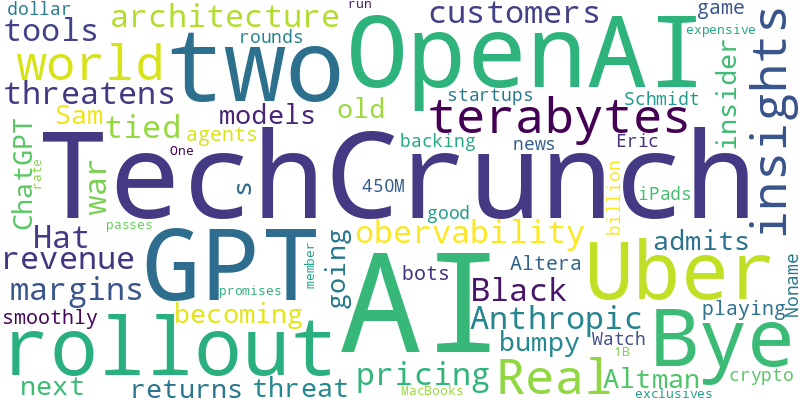 dollar
architecture
run
customers
game
tools
rounds
expensive
world
two
OpenAI
insights
threatens
startups
Schmidt
insider
Sam
models
old
terabytes
ChatGPT
tied
agents
backing
news
Eric
One
TechCrunch
rate
war
s
450M
iPads
billion
passes
good
Hat
GPT
going
obervability
admits
revenue
member
AI
bots
Altera
Uber
Noname
margins
promises
Black
playing
smoothly
becoming
Anthropic
Bye
rollout
bumpy
Watch
1B
next
returns
threat
pricing
MacBooks
Real
Altman
crypto
exclusives